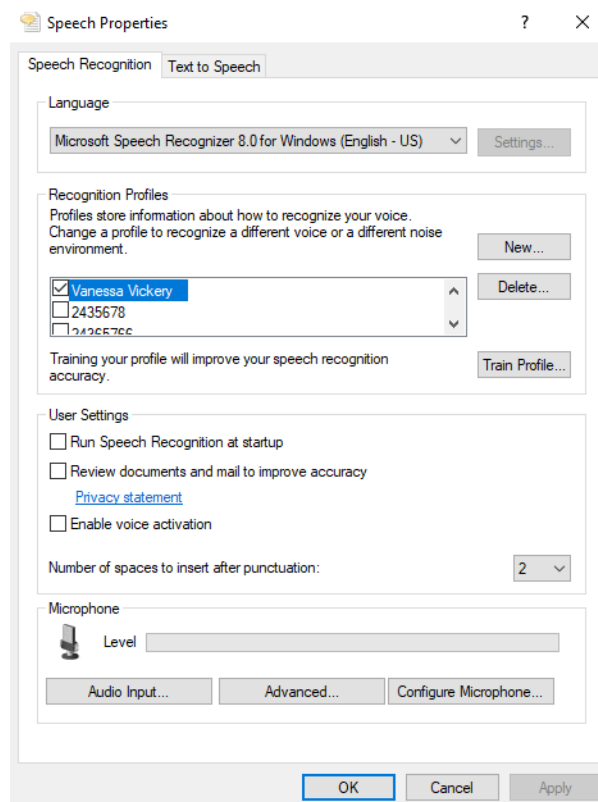 Speech Properties
?
Speech Recognition
Text to Speech
Language
Microsoft Speech Recognizer 8.0 for Windows (English - US)
Settings...
Recognition Profiles
Profiles store information about how to recognize your voice.
Change a profile to recognize a different voice or a different noise
environment.
New...
Vanessa Vickery
Delete...
2435678
24365766
Training your profile will improve your speech recognition
accuracy.
Train Profile...
User Settings
Run Speech Recognition at startup
Review documents and mail to improve accuracy
Privacy statement
Enable voice activation
Number of spaces to insert after punctuation:
2
Microphone
Level
Audio Input...
Advanced...
Configure Microphone...
OK
Cancel
Apply